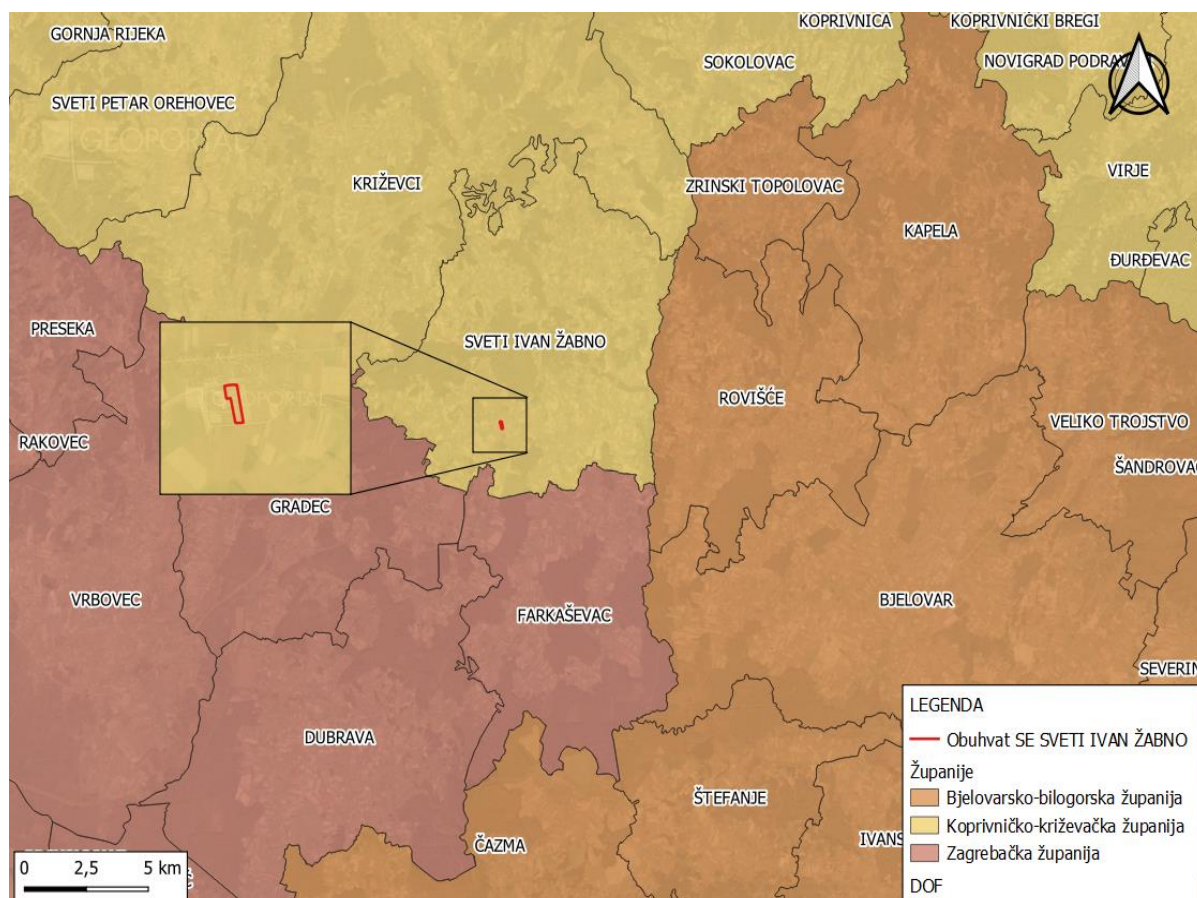 KOPRIVNICA
KOPRIVNIČKI BREGI
GORNJA RIJEKA
SOKOLOVAC
NOVIGRAD PODRAV
SVETI PETAR OREHOVEC
GEOPORTAL
VIRJE
KRIŽEVCI
ZRINSKI TOPOLOVAC
KAPELA
ĐURĐEVAC
PRESEKA
SVETI IVAN ŽABNO
ROVIŠĆE
VELIKO TROJSTVO
RAKOVEC
ŠANDROVAC
GRADEC
VRBOVEC
FARKAŠEVAC
BJELOVAR
SEVERIN
DUBRAVA
ŠTEFANJE
ČAZMA
IVANS
LEGENDA
Obuhvat SE SVETI IVAN ŽABNO
Županije
Bjelovarsko-bilogorska županija
Koprivničko-križevačka županija
Zagrebačka županija
DOF
0 2,5 5 km